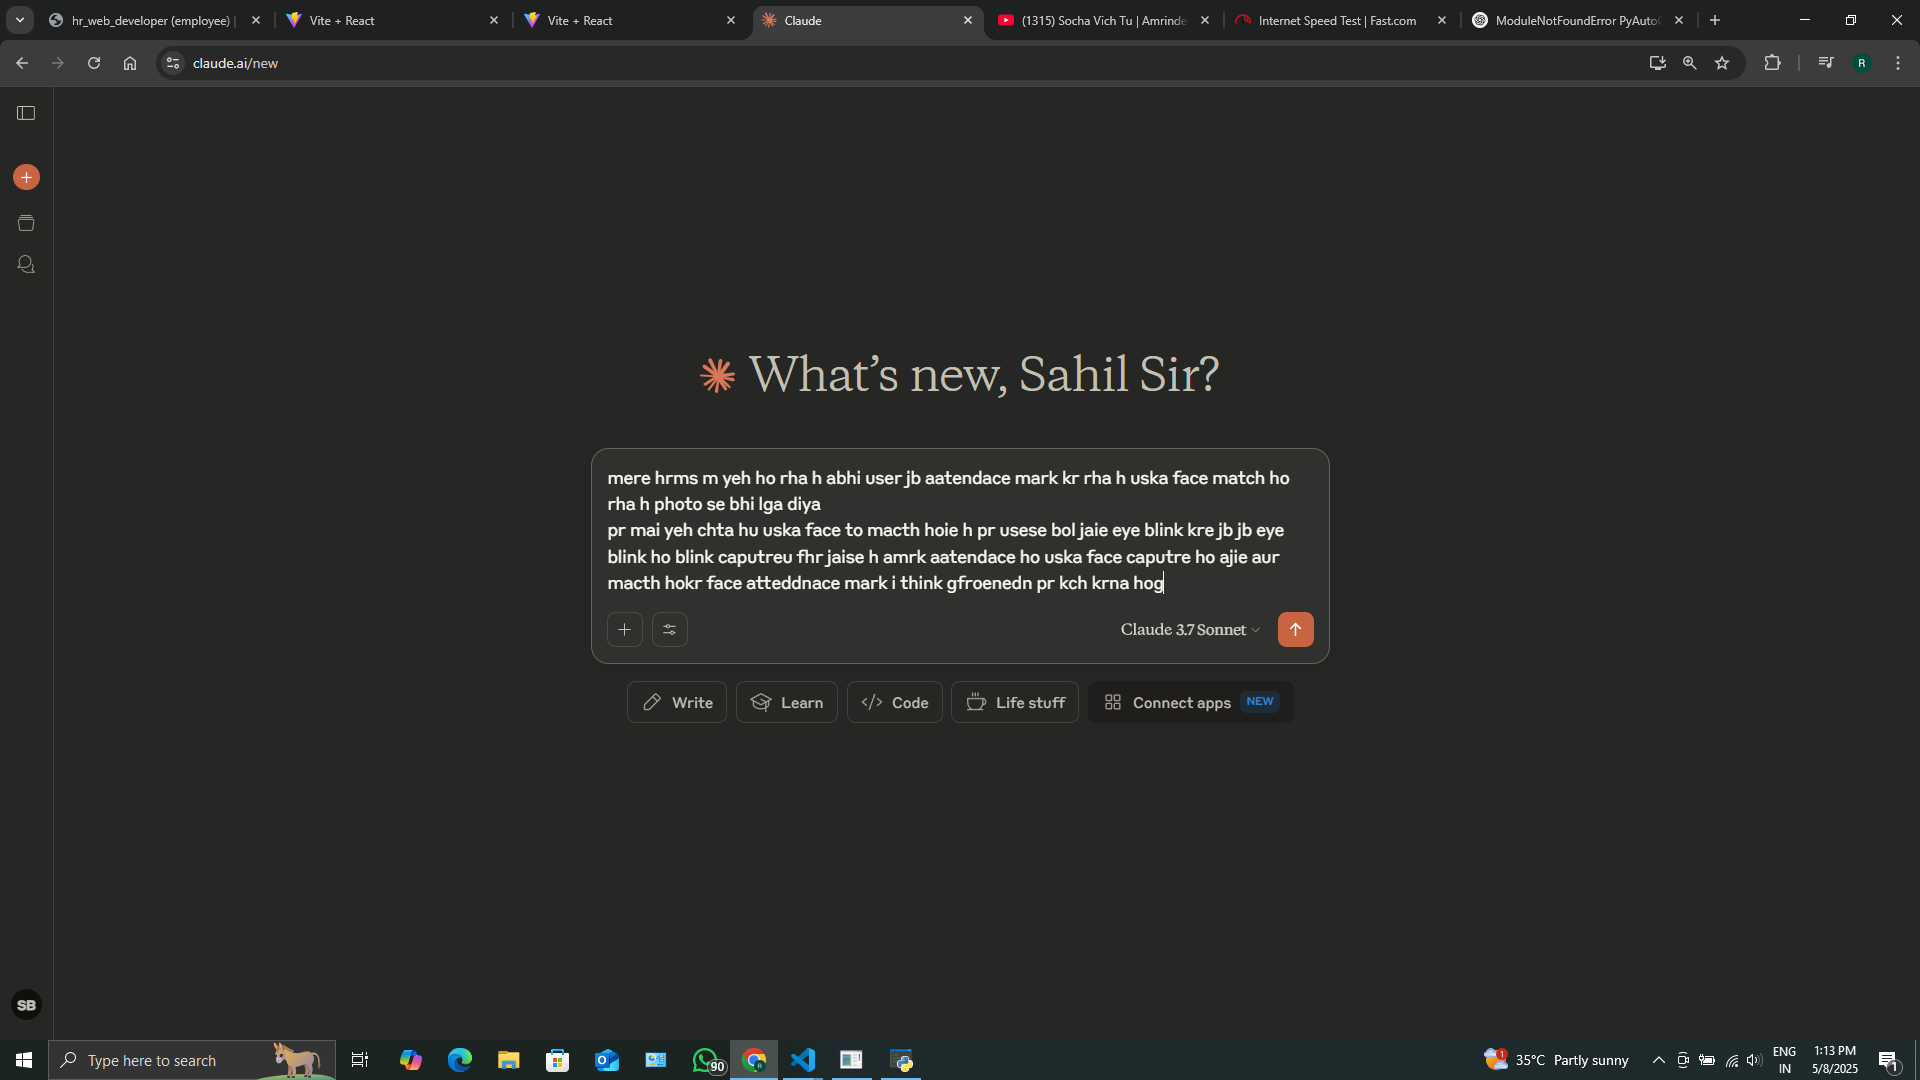 hr_web_developer (employee) |
Vite + React
Vite + React
Claude
(1315) Socha Vich Tu | Amrinde
Internet Speed Test | Fast.com
ModuleNotFoundError PyAuto
claude.ai/new
R
What's new, Sahil Sir?
mere hrms m yeh ho rha h abhi user jb aatendace mark kr rha h uska face match ho
rha h photo se bhi lga diya
pr mai yeh chta hu uska face to macth hoie h pr usese bol jaie eye blink kre jb jb eye
blink ho blink caputreu fhr jaise h amrk aatendace ho uska face caputre ho ajie aur
macth hokr face atteddnace mark i think gfroenedn pr kch krna hog
Claude 3.7 Sonnet
Write
Learn
Code
Life stuff
Connect apps NEW
SB
Type here to search
90
1
35°C Partly sunny
ENG
IN
1:13 PM
5/8/2025
1